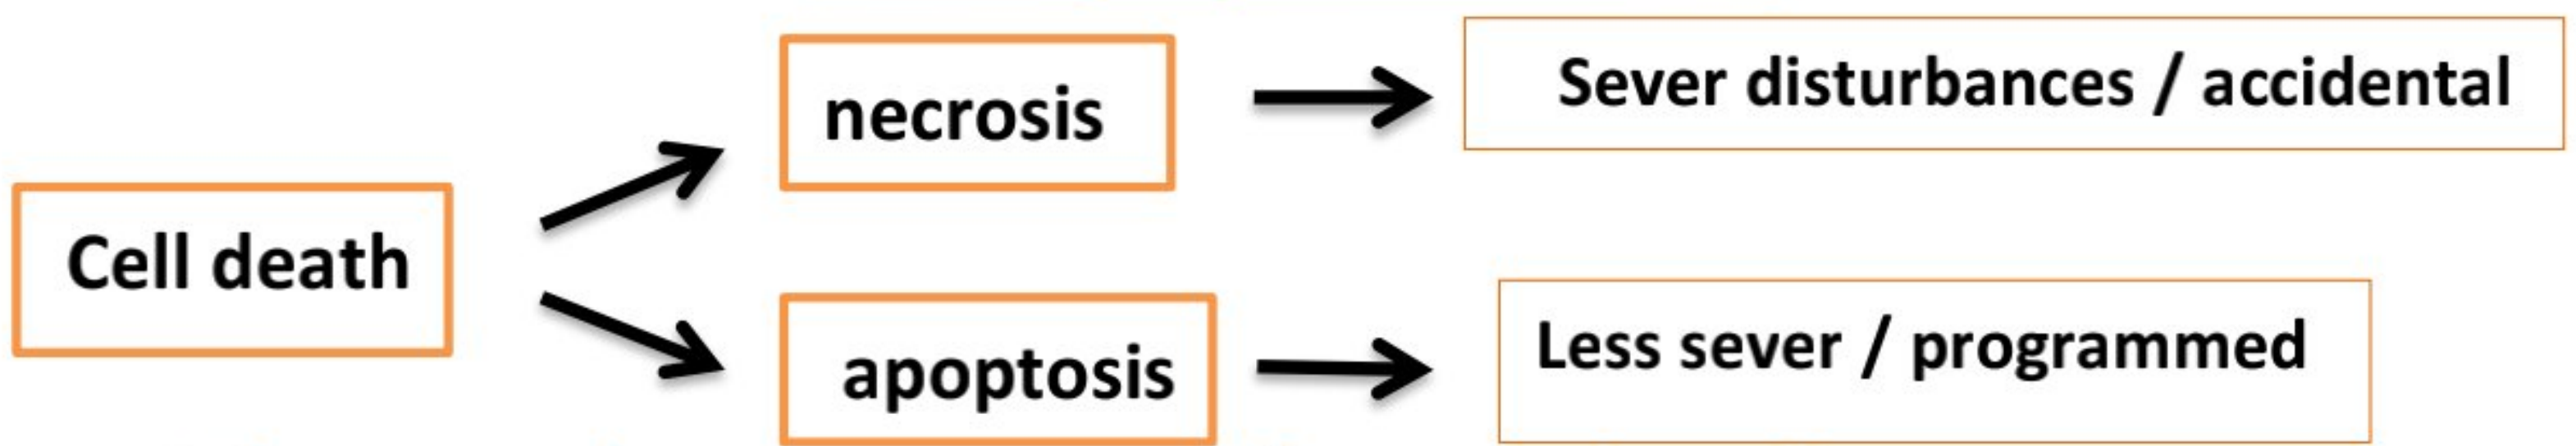 Cell death
necrosis
Sever disturbances / accidental
apoptosis
Less sever / programmed